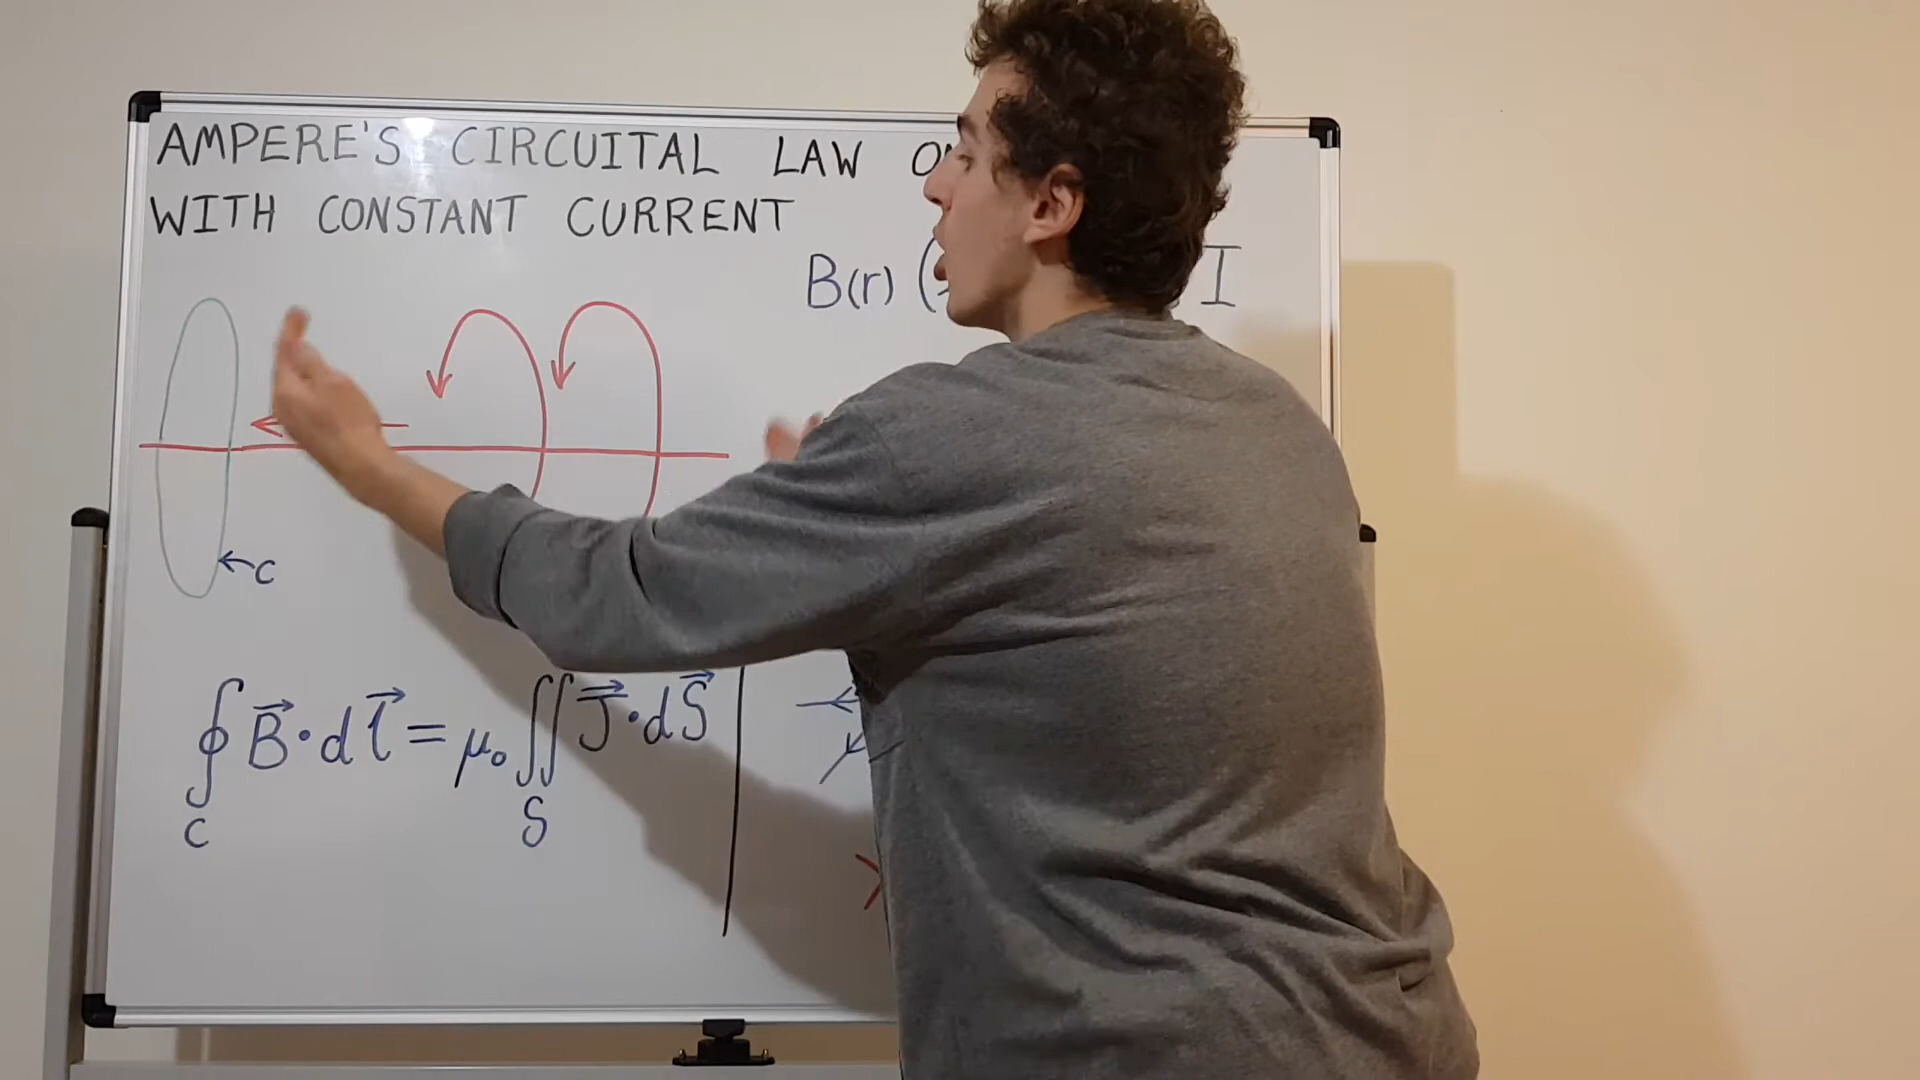 AMPERE'S CIRCUITAL LAW
WITH CONSTANT CURRENT
B(r) ( I
← C
∮ B⃗ · d l⃗ = μ₀ ∬ J⃗ · d S⃗
C S